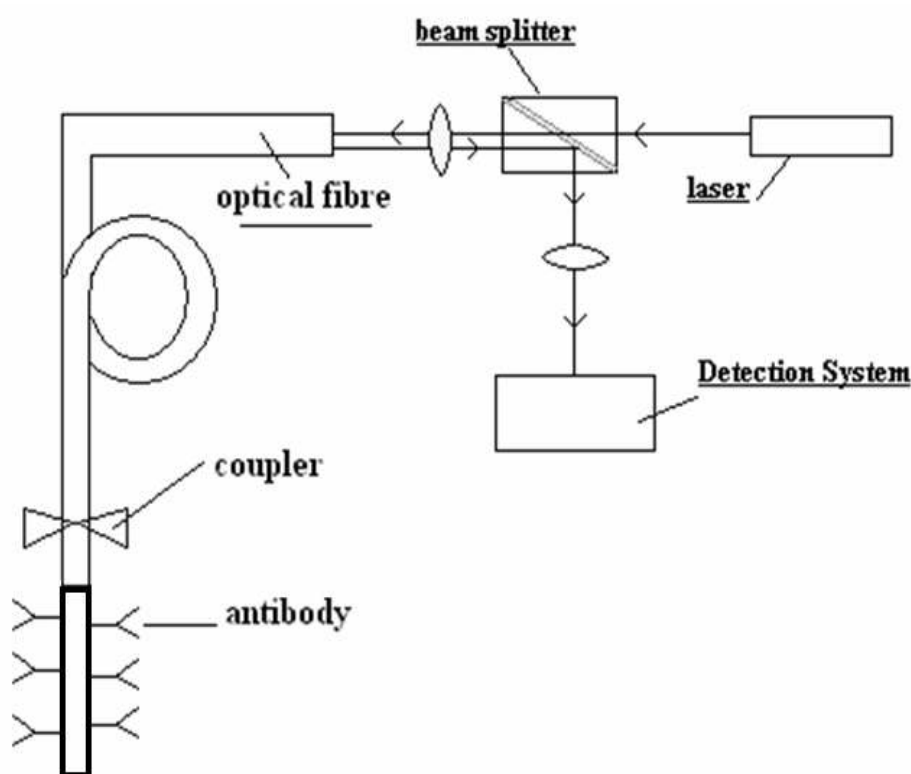 beam splitter
optical fibre
laser
Detection System
coupler
antibody